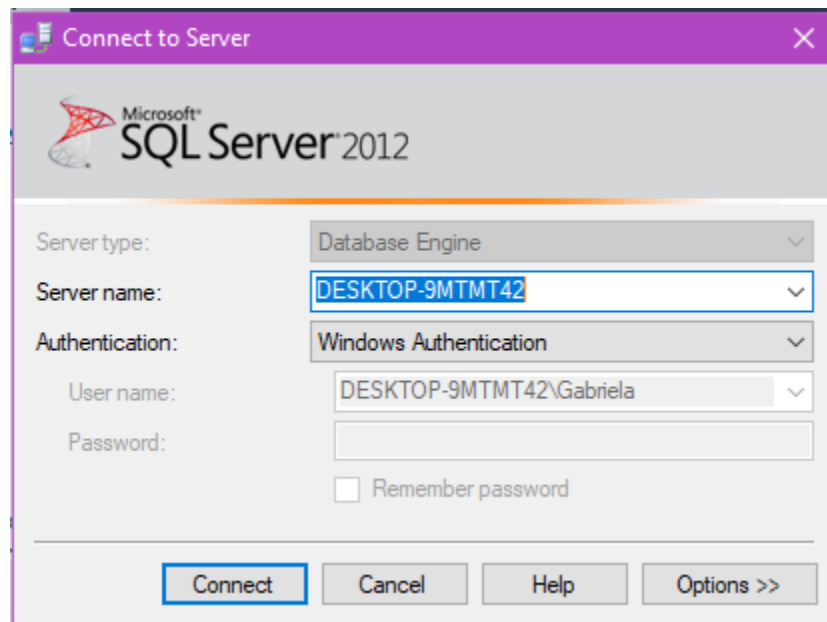 Connect to Server
Microsoft®
SQL Server® 2012
Server type: Database Engine
Server name: DESKTOP-9MTMT42
Authentication: Windows Authentication
User name: DESKTOP-9MTMT42\Gabriela
Password:
Remember password
Connect Cancel Help Options >>